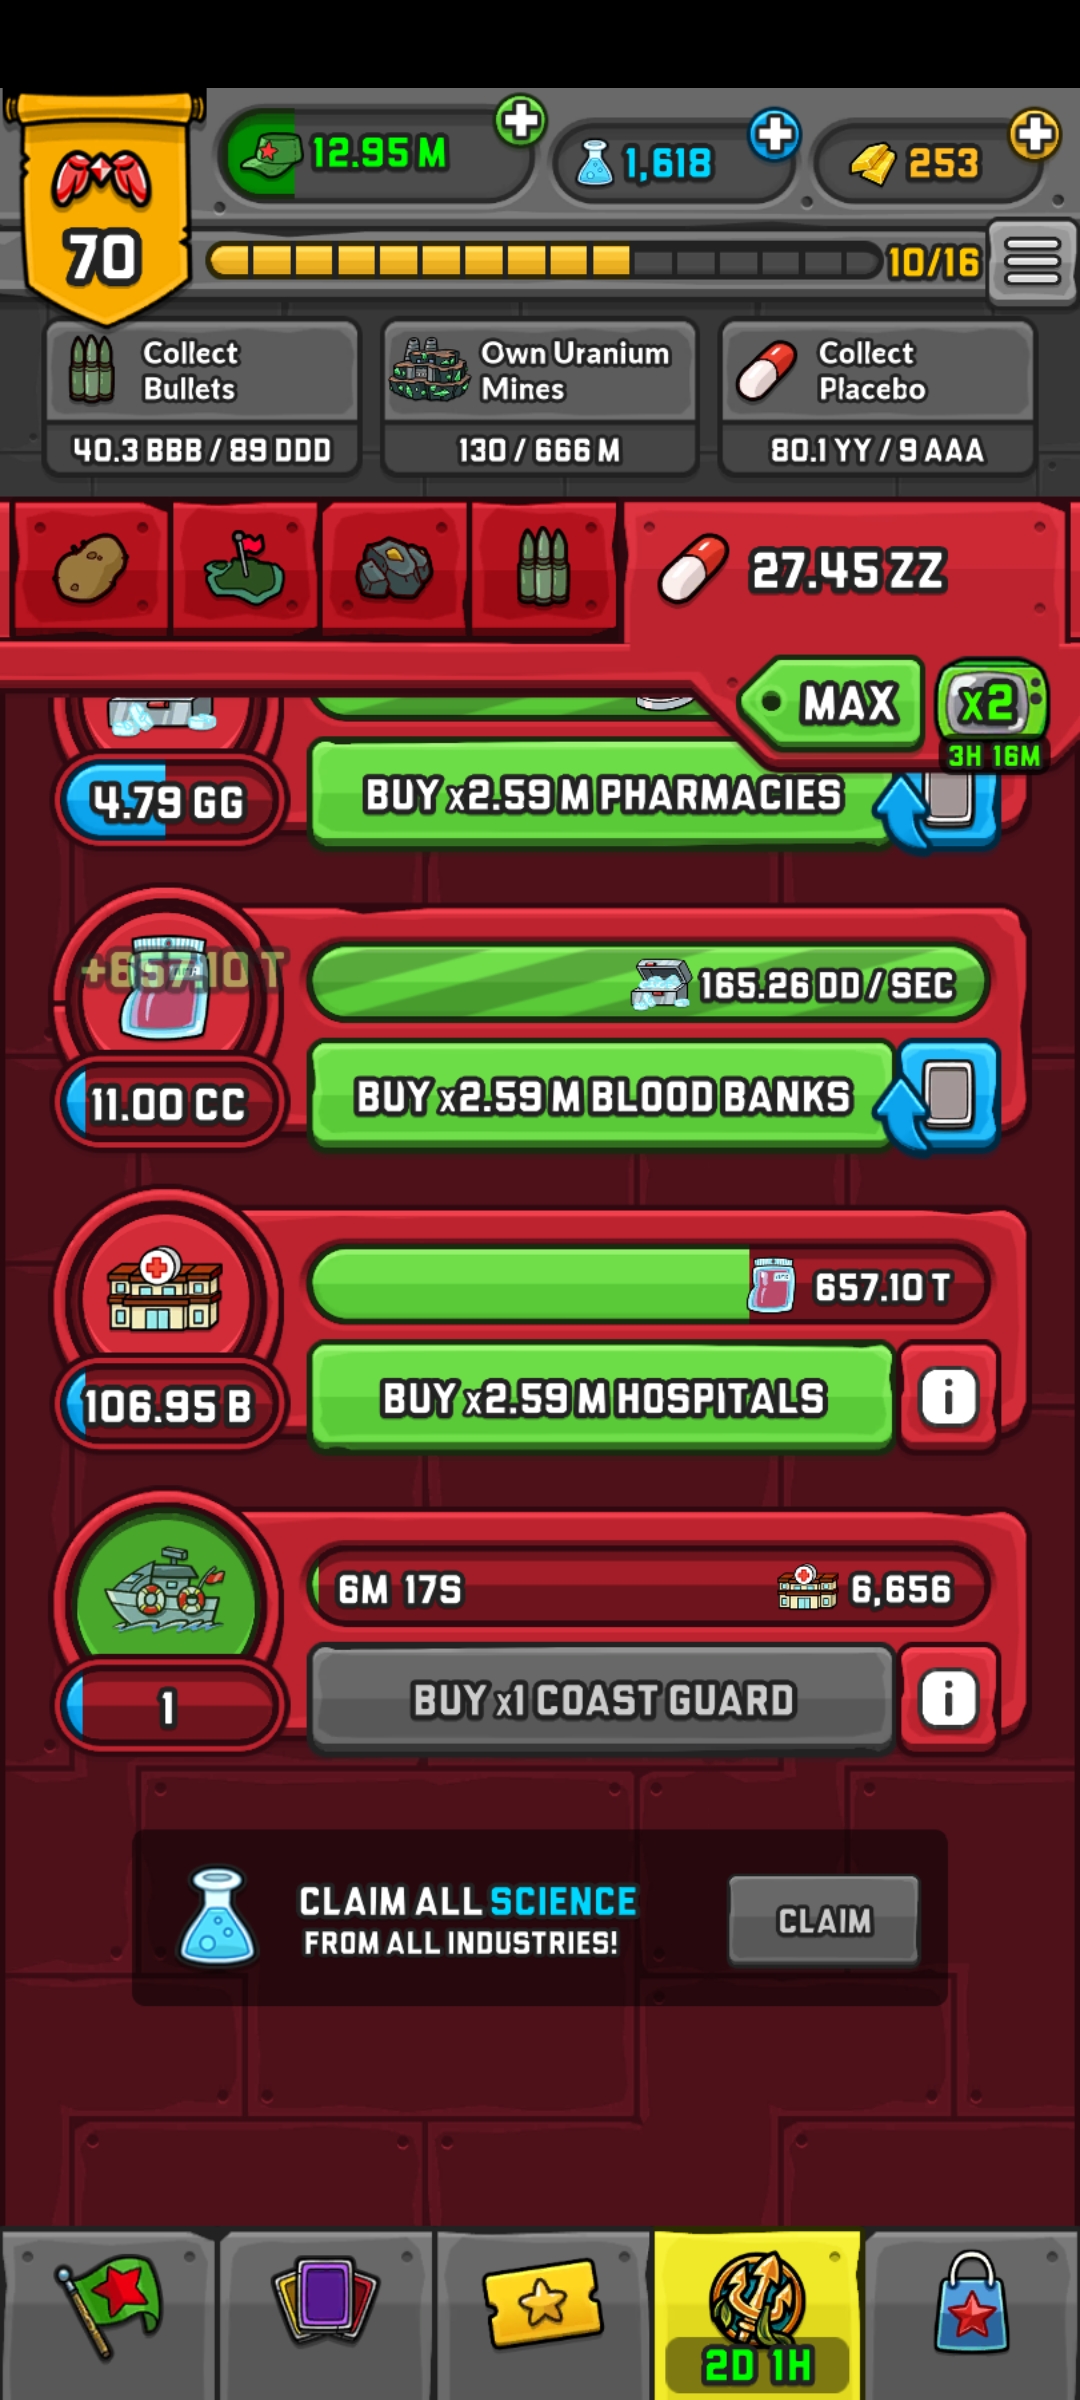 12.95 M
1,618
253
70
10/16
Collect
Bullets
Own Uranium
Mines
Collect
Placebo
40.3 BBB / 89 DDD
130 / 666 M
80.1 YY / 9 AAA
27.45 ZZ
MAX
x2
3H 16M
4.79 GG
BUY x2.59 M PHARMACIES
+657.10 T
165.26 DD / SEC
11.00 CC
BUY x2.59 M BLOOD BANKS
657.10 T
106.95 B
BUY x2.59 M HOSPITALS
i
6M 17S
6,656
1
BUY x1 COAST GUARD
i
CLAIM ALL SCIENCE
FROM ALL INDUSTRIES!
CLAIM
2D 1H